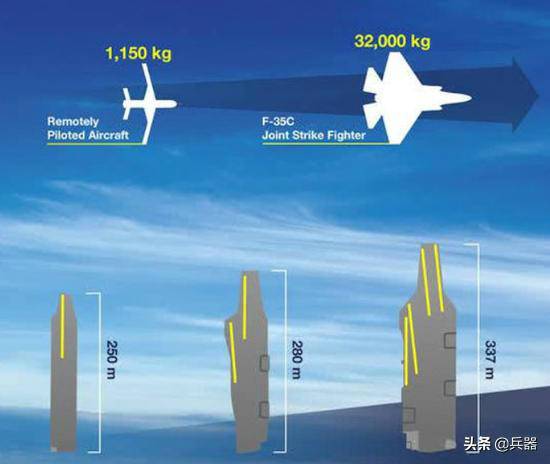 1,150 kg
32,000 kg
Remotely
Piloted Aircraft
F-35C
Joint Strike Fighter
250 m
280 m
337 m
头条 @兵器